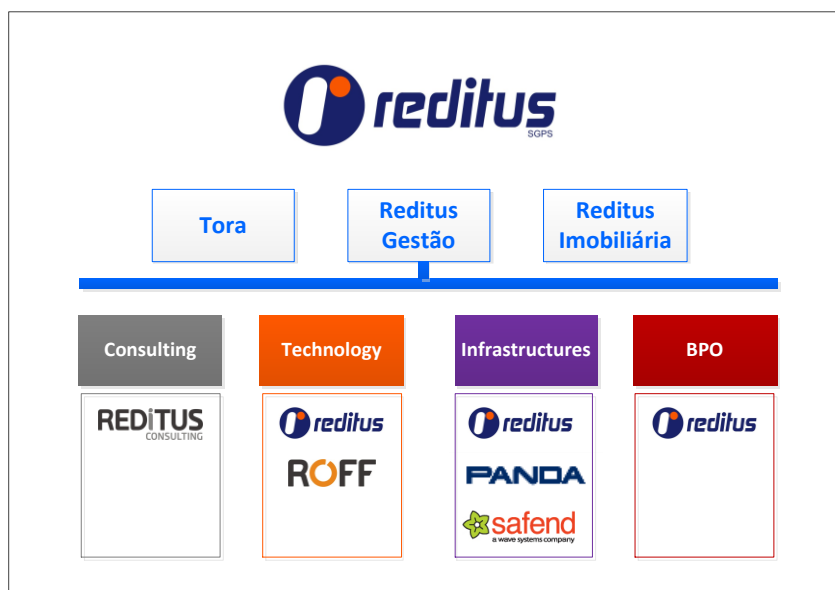 reditus
SGPS
Tora
Reditus
Gestão
Reditus
Imobiliária
Consulting
Technology
Infrastructures
BPO
REDiTUS
CONSULTING
reditus
ROFF
reditus
PANDA
safend
a wave systems company
reditus